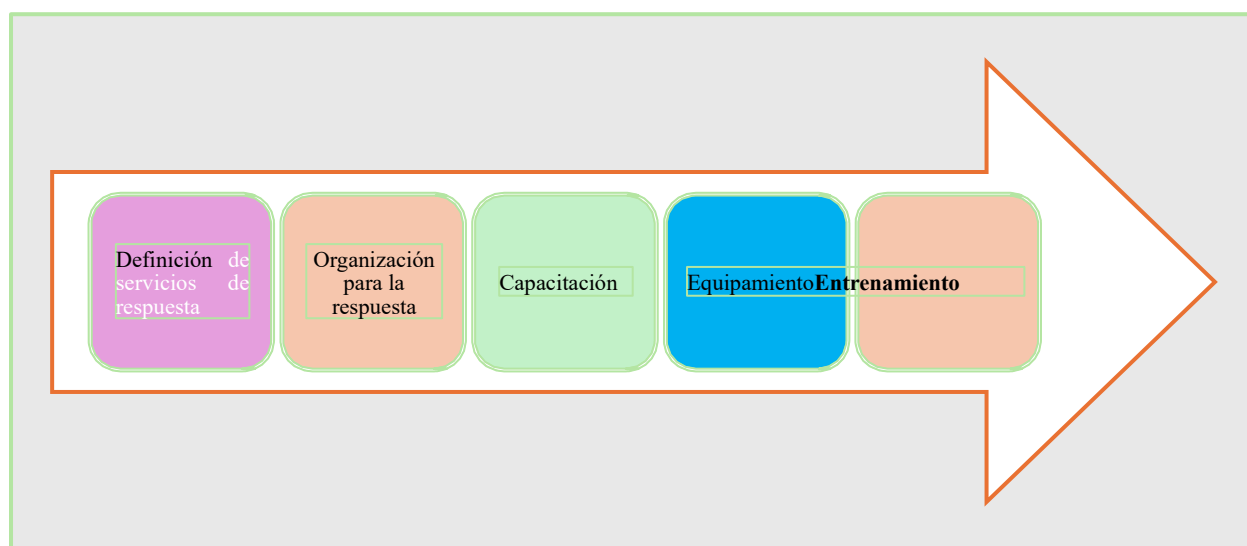 Definición de
servicios de
respuesta
Organización
para la
respuesta
Capacitación
EquipamientoEntrenamiento